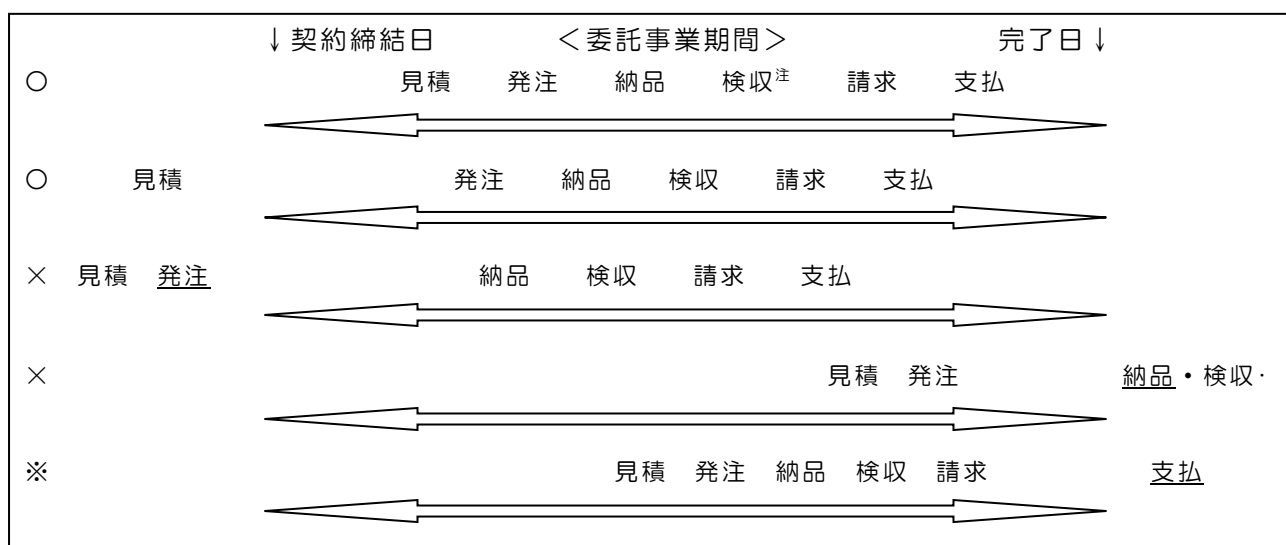 ↓契約締結日 <委託事業期間> 完了日↓
○ 見積 発注 納品 検収注 請求 支払
○ 見積 発注 納品 検収 請求 支払
× 見積 発注 納品 検収 請求 支払
× 見積 発注 納品・検収・
※ 見積 発注 納品 検収 請求 支払